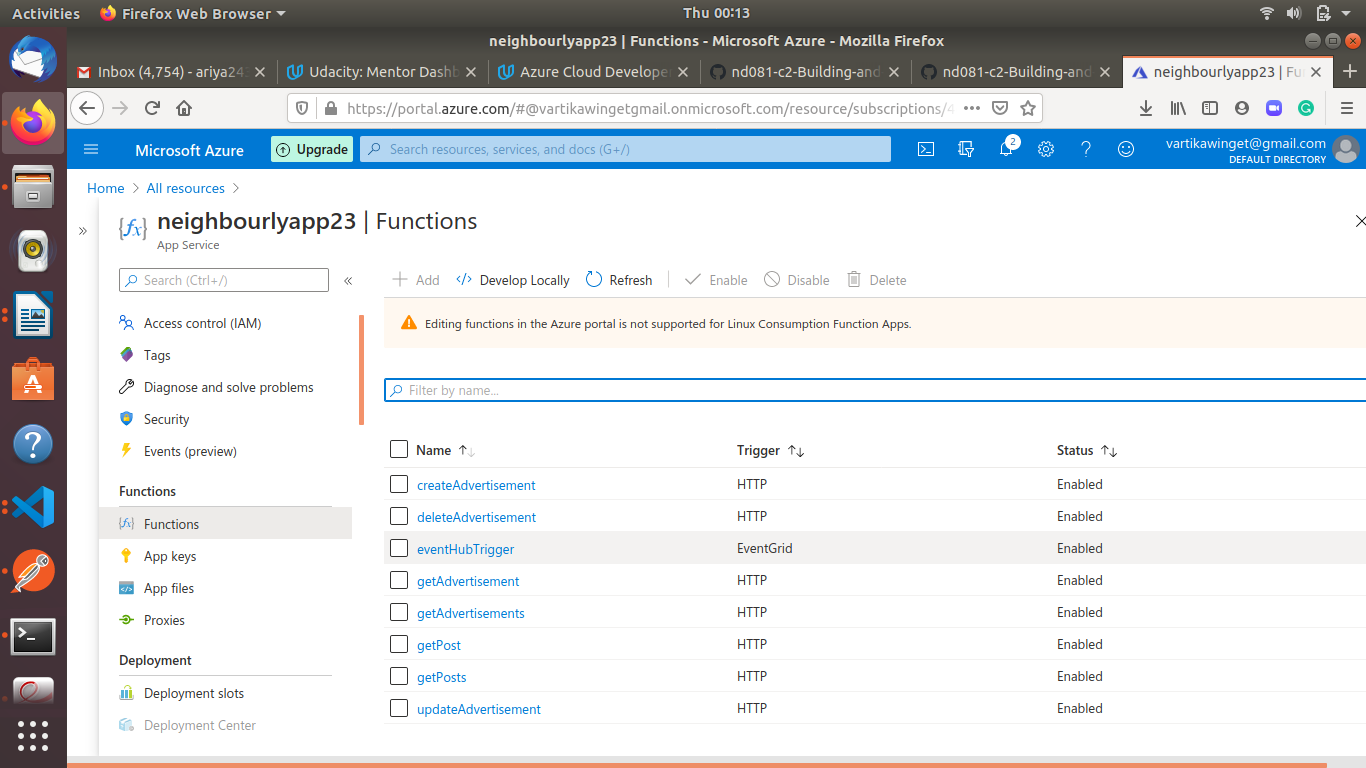 Activities Firefox Web Browser Thu 00:13
neighbourlyapp23 | Functions - Microsoft Azure - Mozilla Firefox
Inbox (4,754) - ariya24 Udacity: Mentor Dashb Azure Cloud Develope nd081-c2-Building-and nd081-c2-Building-and neighbourlyapp23 | Fu
https://portal.azure.com/#@vartikawingetgmail.onmicrosoft.com/resource/subscriptions/4
Microsoft Azure Upgrade Search resources, services, and docs (G+/) 2 vartikawinget@gmail.com
DEFAULT DIRECTORY
Home > All resources >
neighbourlyapp23 | Functions
App Service
Search (Ctrl+/)
Add Develop Locally Refresh Enable Disable Delete
Access control (IAM)
Tags
Diagnose and solve problems
Security
Events (preview)
Functions
Functions
App keys
App files
Proxies
Deployment
Deployment slots
Deployment Center
Editing functions in the Azure portal is not supported for Linux Consumption Function Apps.
Filter by name...
Name Trigger Status
createAdvertisement HTTP Enabled
deleteAdvertisement HTTP Enabled
eventHubTrigger EventGrid Enabled
getAdvertisement HTTP Enabled
getAdvertisements HTTP Enabled
getPost HTTP Enabled
getPosts HTTP Enabled
updateAdvertisement HTTP Enabled